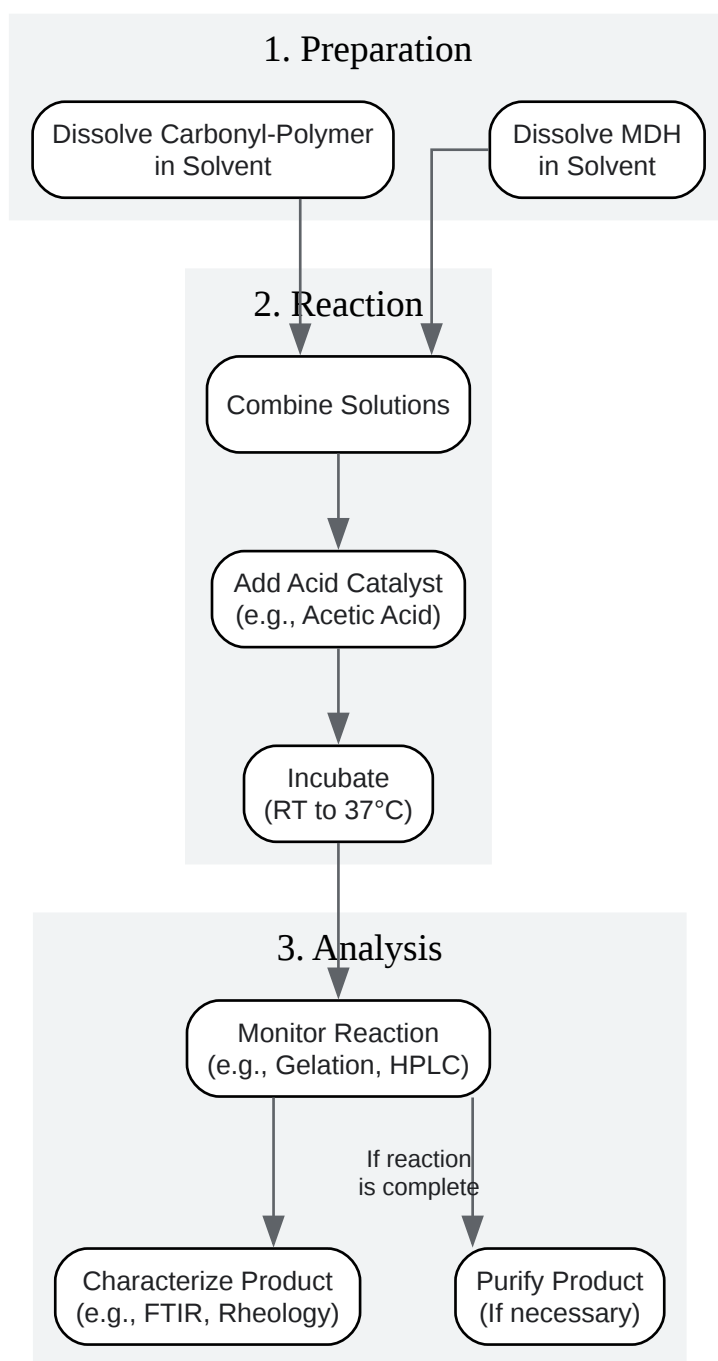 1. Preparation
Dissolve Carbonyl-Polymer
in Solvent
Dissolve MDH
in Solvent
2. Reaction
Combine Solutions
Add Acid Catalyst
(e.g., Acetic Acid)
Incubate
(RT to 37°C)
3. Analysis
Monitor Reaction
(e.g., Gelation, HPLC)
If reaction
is complete
Characterize Product
(e.g., FTIR, Rheology)
Purify Product
(If necessary)